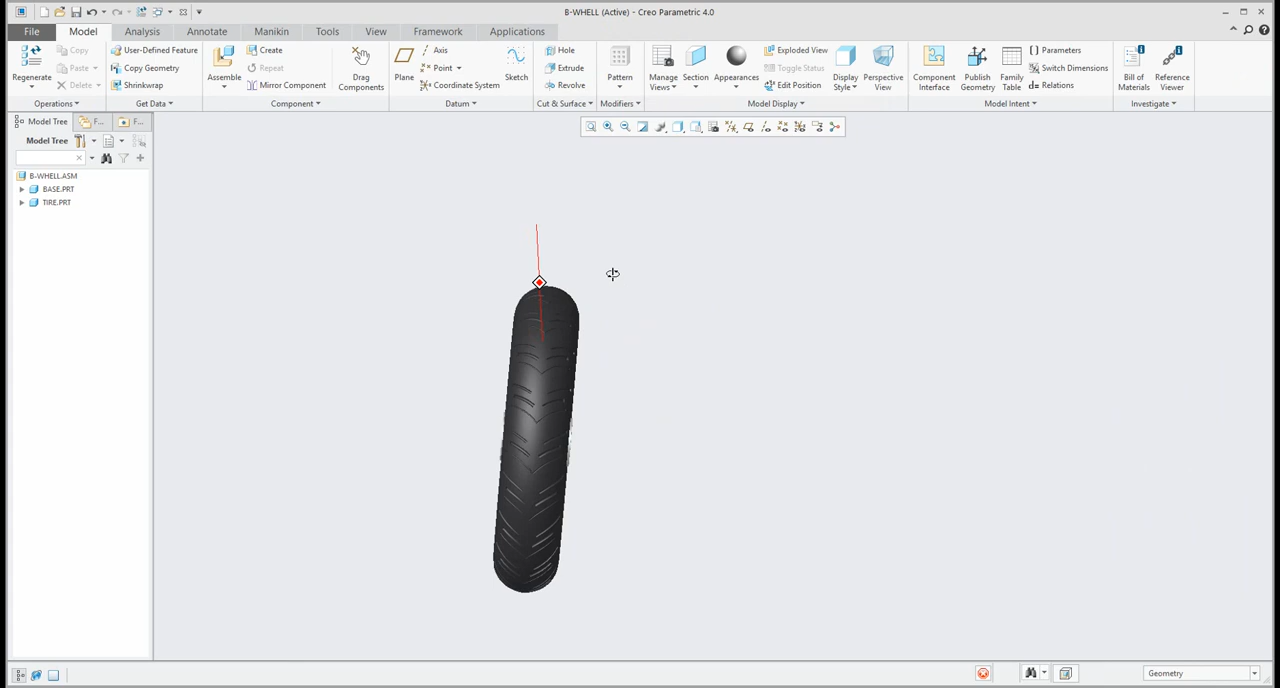 B-WHELL (Active) - Creo Parametric 4.0
File Model Analysis Annotate Manikin Tools View Framework Applications
Regenerate
Copy
Paste
Delete
Operations
User-Defined Feature
Copy Geometry
Shrinkwrap
Get Data
Assemble
Create
Repeat
Mirror Component
Drag Components
Component
Plane
Axis
Point
Coordinate System
Sketch
Datum
Hole
Extrude
Revolve
Cut & Surface
Pattern
Modifiers
Manage Views
Section
Appearances
Exploded View
Toggle Status
Edit Position
Display Style
Perspective View
Model Display
Component Interface
Publish Geometry
Family Table
Parameters
Switch Dimensions
Relations
Model Intent
Bill of Materials
Reference Viewer
Investigate
Model Tree F... F...
Model Tree
B-WHELL.ASM
BASE.PRT
TIRE.PRT
Geometry